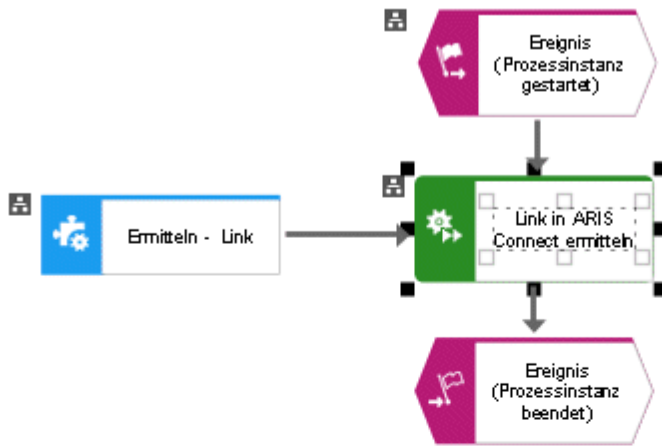 Ereignis
(Prozessinstanz
gestartet)
Ermitteln - Link
Link in ARIS
Connect ermitteln
Ereignis
(Prozessinstanz
beendet)